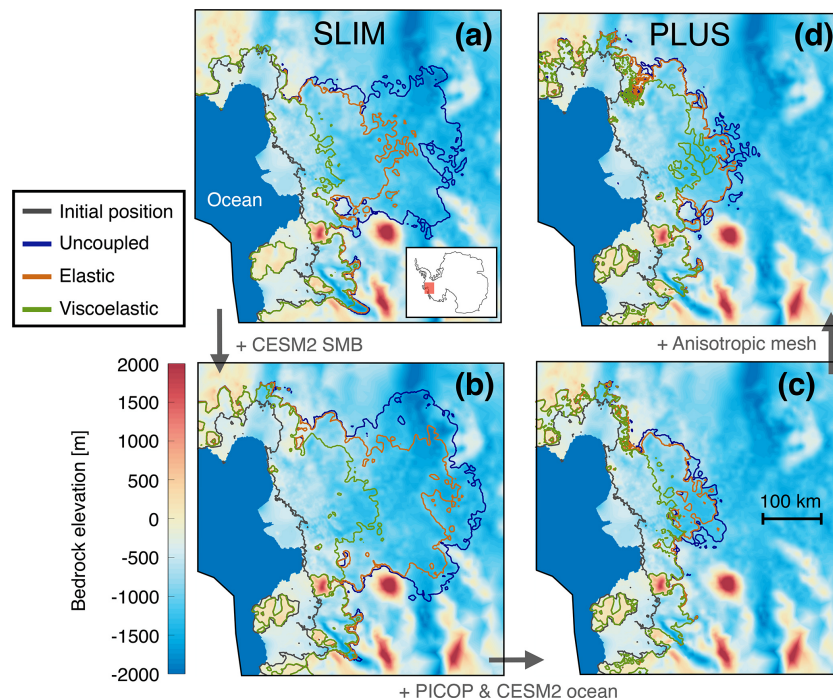 SLIM
(a)
PLUS
(d)
Ocean
Initial position
Uncoupled
Elastic
Viscoelastic
+ CESM2 SMB
+ Anisotropic mesh
(b)
(c)
Bedrock elevation [m]
2000
1500
1000
500
0
-500
-1000
-1500
-2000
100 km
+ PICOP & CESM2 ocean